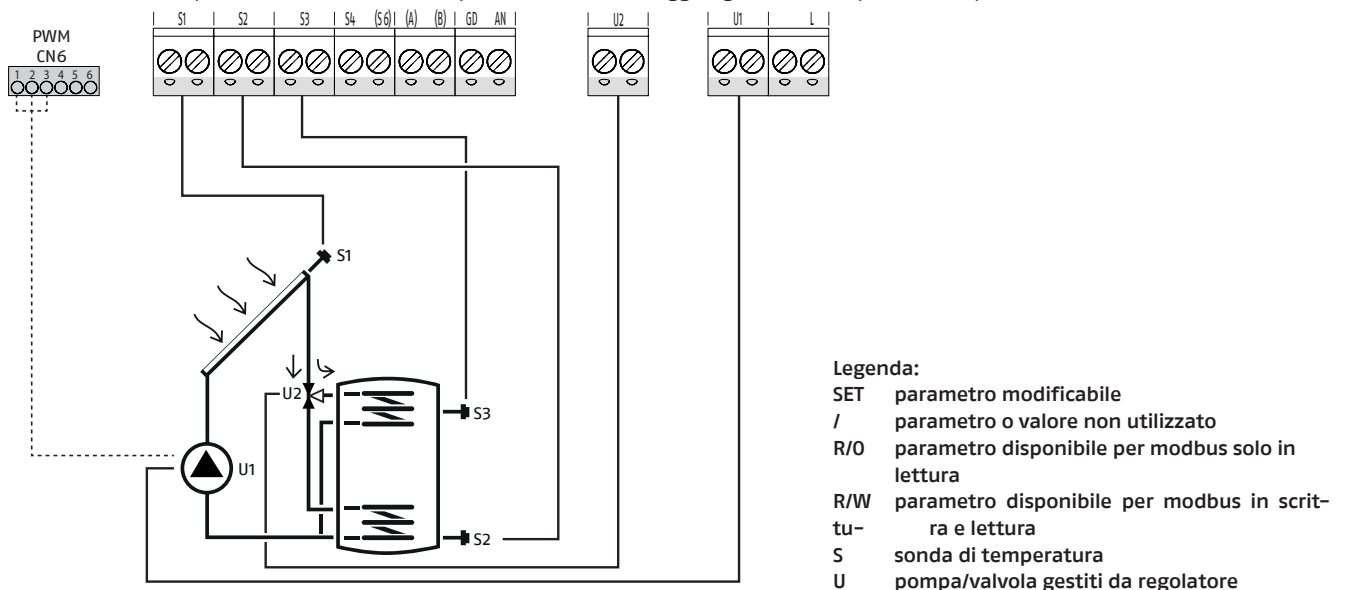 S1 S2 S3 S4 (S6) (A) (B) GD AN U2 U1 L
PWM
CN6
1 2 3 4 5 6
S1
U2
S3
U1
S2
Legenda:
SET parametro modificabile
/ parametro o valore non utilizzato
R/O parametro disponibile per modbus solo in
lettura
R/W parametro disponibile per modbus in scrit-
tu- ra e lettura
S sonda di temperatura
U pompa/valvola gestiti da regolatore